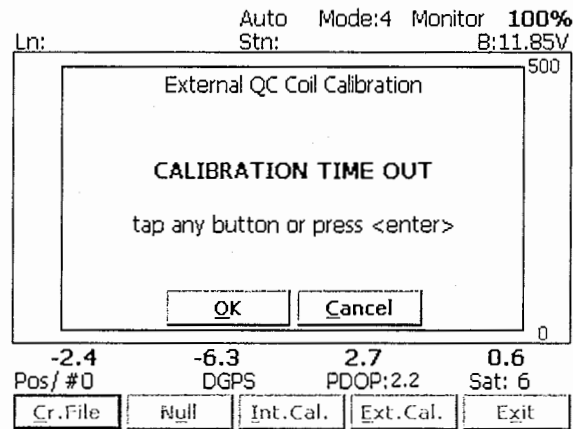 Auto Mode:4 Monitor 100%
Ln: Stn: B:11.85V
500
External QC Coil Calibration
CALIBRATION TIME OUT
tap any button or press <enter>
OK Cancel
0
-2.4 -6.3 2.7 0.6
Pos/ #0 DGPS PDOP:2.2 Sat: 6
Cr.File Null Int.Cal. Ext.Cal. Exit